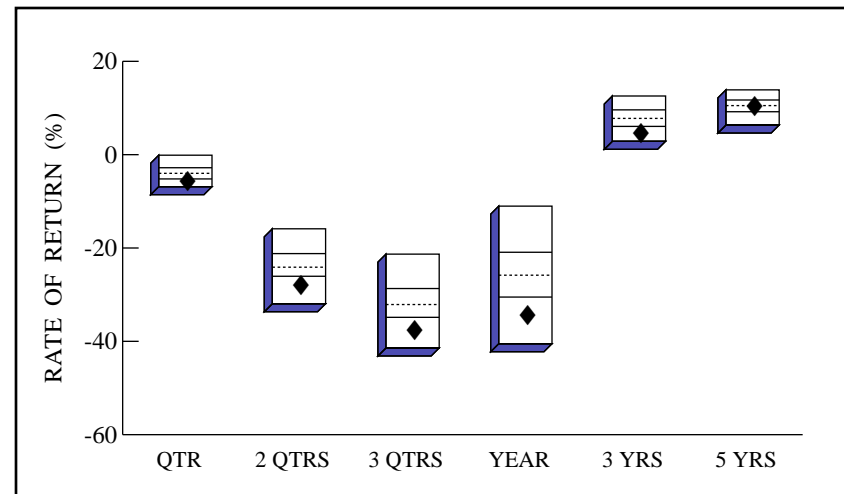 RATE OF RETURN (%)
20
0
-20
-40
-60
QTR 2 QTRS 3 QTRS YEAR 3 YRS 5 YRS